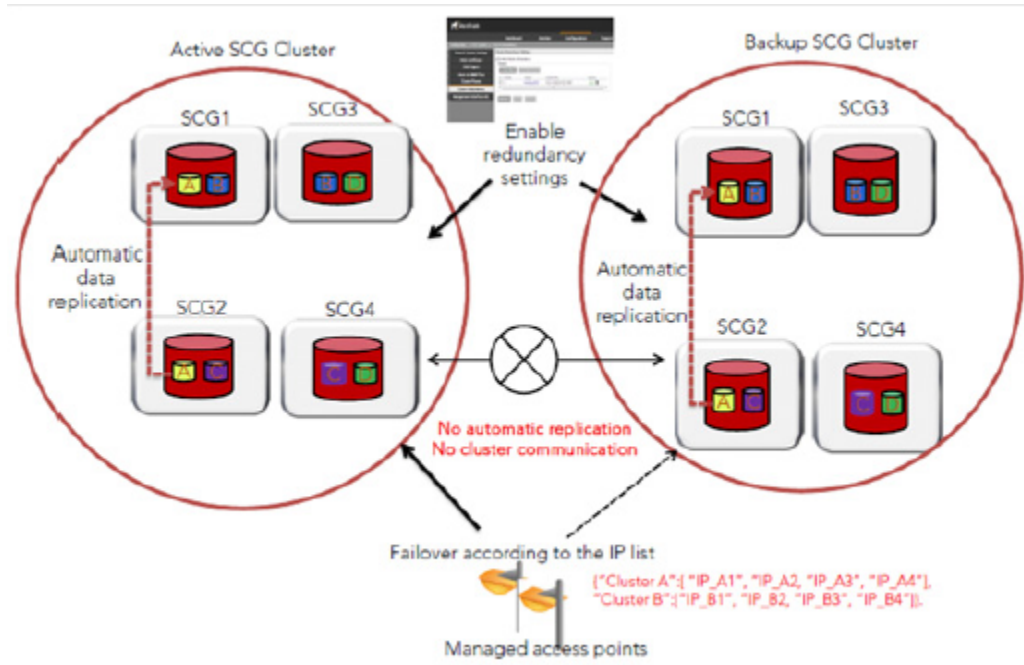 Active SCG Cluster
Backup SCG Cluster
SCG1
SCG3
SCG1
SCG3
Enable
redundancy
settings
A B
B D
A B
B D
Automatic
data
replication
Automatic
data
replication
SCG2
SCG4
SCG2
SCG4
A C
C D
A C
C D
No automatic replication
No cluster communication
Failover according to the IP list
{"Cluster A":[ "IP_A1", "IP_A2, "IP_A3", "IP_A4"],
"Cluster B":["IP_B1", "IP_B2, "IP_B3", "IP_B4"]}.
Managed access points